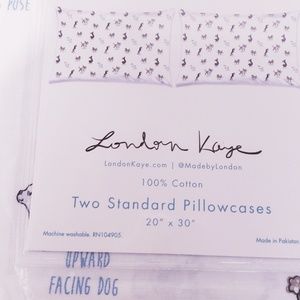 POSE
London Kaye
LondonKaye.com | @MadebyLondon
100% Cotton
Two Standard Pillowcases
20" x 30"
Machine washable. RN104905.
Made in Pakistan
UPWARD
FACING DOG